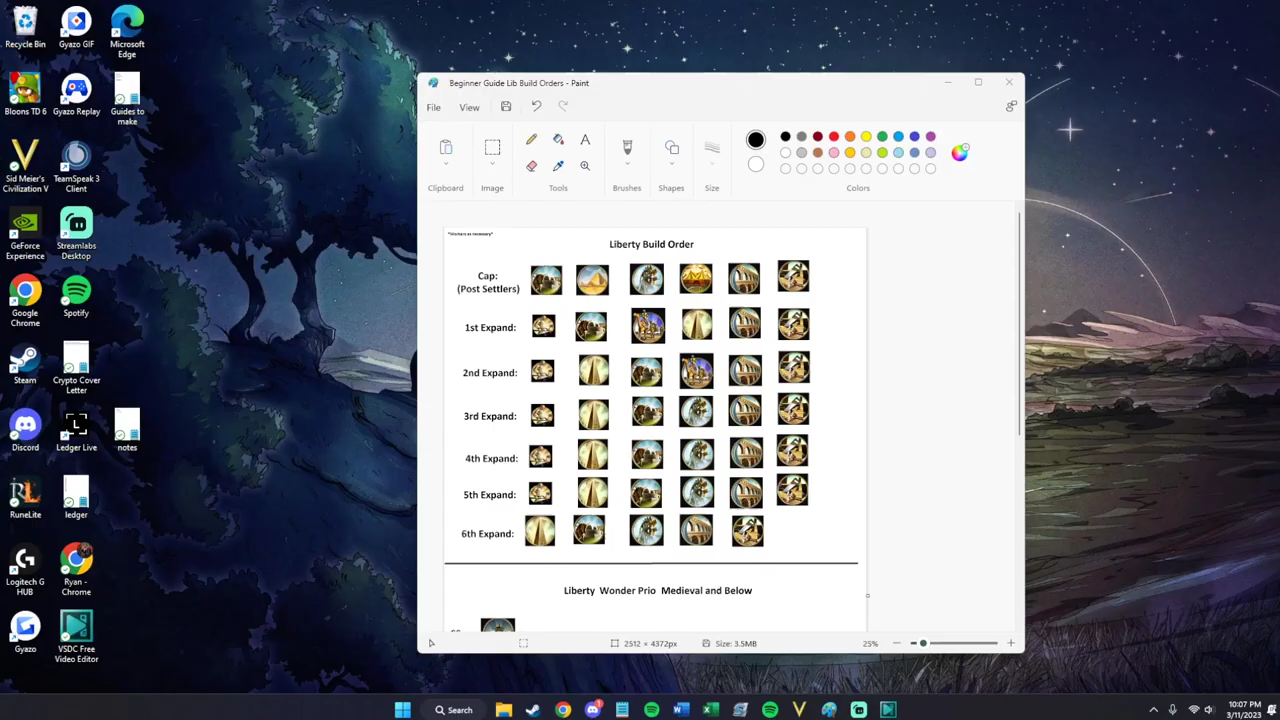 Recycle Bin
Gyazo GIF
Microsoft
Edge
Bloons TD 6
Gyazo Replay
Guides to
make
Sid Meier's
Civilization V
TeamSpeak 3
Client
GeForce
Experience
Streamlabs
Desktop
Google
Chrome
Spotify
Steam
Crypto Cover
Letter
Discord
Ledger Live
notes
RuneLite
ledger
Logitech G
HUB
Ryan -
Chrome
Gyazo
VSDC Free
Video Editor
Beginner Guide Lib Build Orders - Paint
File
View
Clipboard
Image
Tools
Brushes
Shapes
Size
Colors
*Workers as necessary*
Liberty Build Order
Cap:
(Post Settlers)
1st Expand:
2nd Expand:
3rd Expand:
4th Expand:
5th Expand:
6th Expand:
Liberty Wonder Prio Medieval and Below
2512 × 4372px
Size: 3.5MB
25%
Search
10:07 PM
3/11/2023